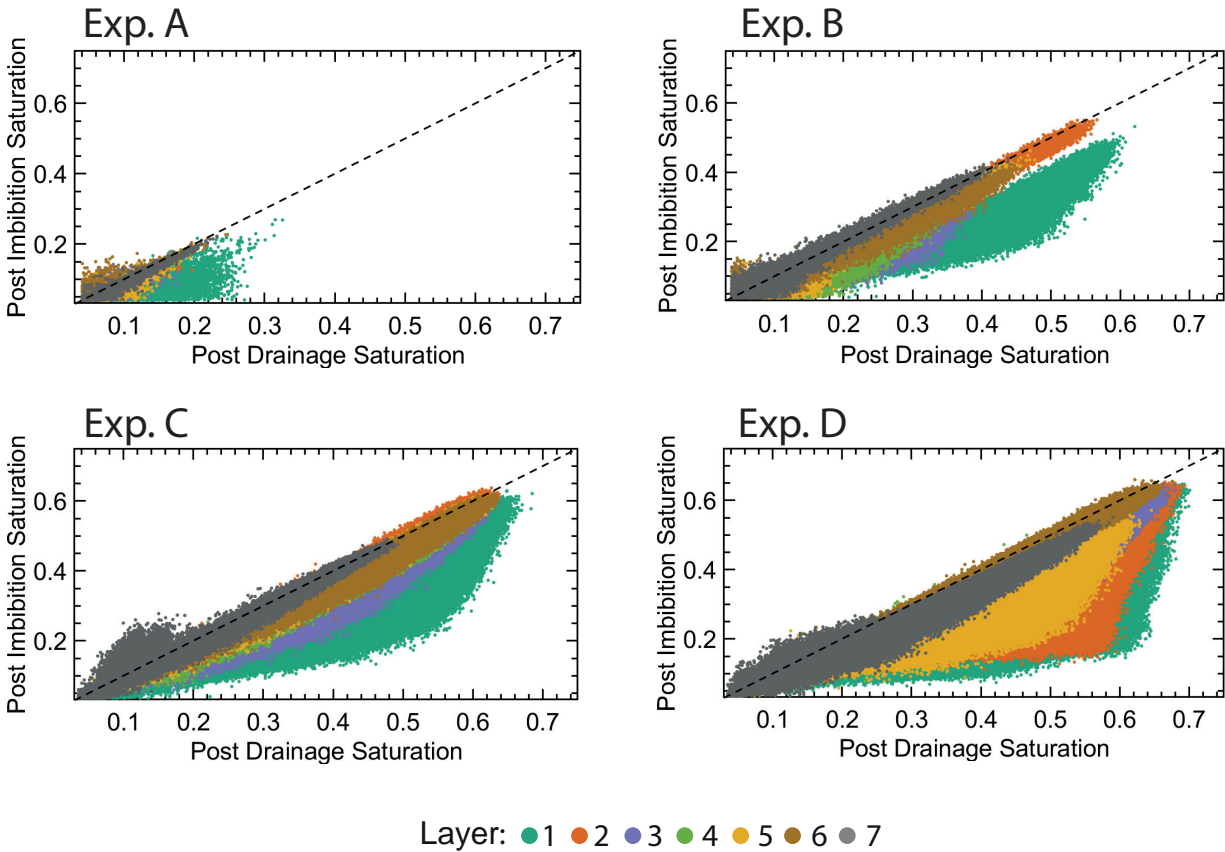 Exp. A
Post Imbibition Saturation
0.6
0.4
0.2
0.1 0.2 0.3 0.4 0.5 0.6 0.7
Post Drainage Saturation
Exp. B
Post Imbibition Saturation
0.6
0.4
0.2
0.1 0.2 0.3 0.4 0.5 0.6 0.7
Post Drainage Saturation
Exp. C
Post Imbibition Saturation
0.6
0.4
0.2
0.1 0.2 0.3 0.4 0.5 0.6 0.7
Post Drainage Saturation
Exp. D
Post Imbibition Saturation
0.6
0.4
0.2
0.1 0.2 0.3 0.4 0.5 0.6 0.7
Post Drainage Saturation
Layer: 1 2 3 4 5 6 7